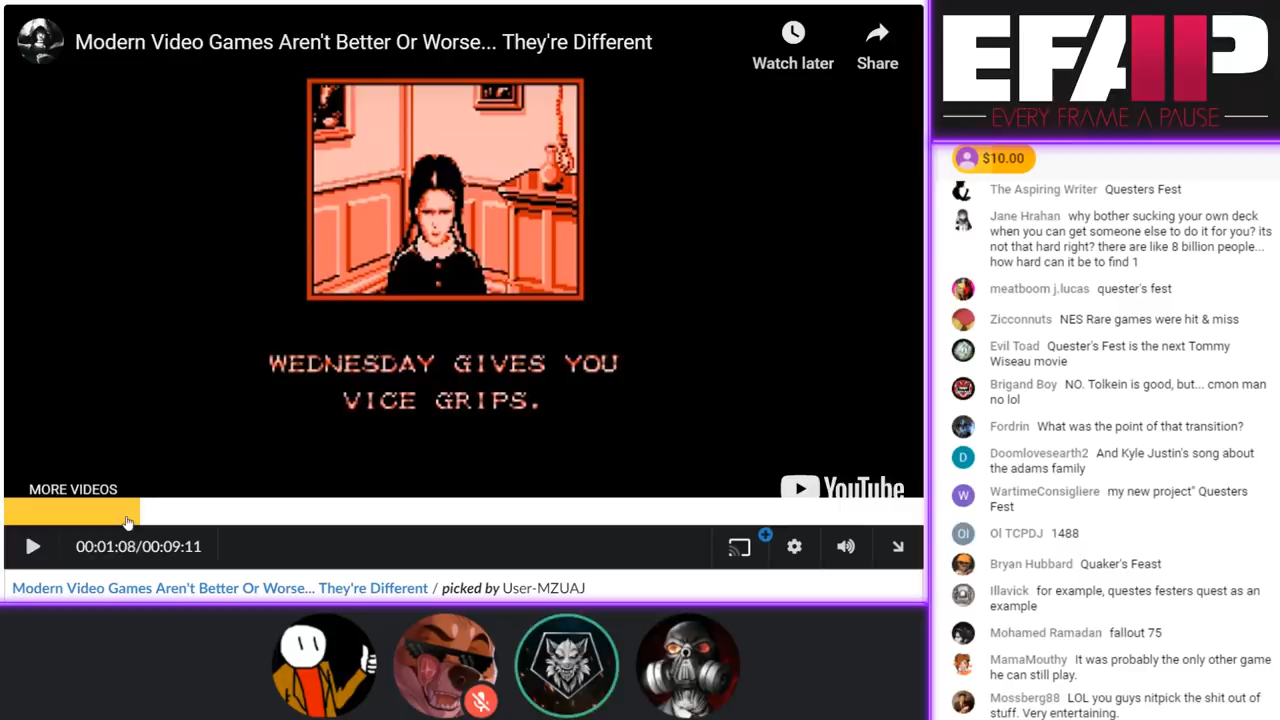 Modern Video Games Aren't Better Or Worse... They're Different
Watch later
Share
WEDNESDAY GIVES YOU
VICE GRIPS.
MORE VIDEOS
YouTube
00:01:08/00:09:11
Modern Video Games Aren't Better Or Worse... They're Different / picked by User-MZUAJ
EFAP
EVERY FRAME A PAUSE
$10.00
The Aspiring Writer Questers Fest
Jane Hrahan why bother sucking your own deck
when you can get someone else to do it for you? its
not that hard right? there are like 8 billion people...
how hard can it be to find 1
meatboom j.lucas quester's fest
Zicconnuts NES Rare games were hit & miss
Evil Toad Quester's Fest is the next Tommy
Wiseau movie
Brigand Boy NO. Tolkein is good, but... cmon man
no lol
Fordrin What was the point of that transition?
D
Doomlovesearth2 And Kyle Justin's song about
the adams family
W
WartimeConsigliere my new project" Questers
Fest
Ol
Ol TCPDJ 1488
Bryan Hubbard Quaker's Feast
Illavick for example, questes festers quest as an
example
Mohamed Ramadan fallout 75
MamaMouthy It was probably the only other game
he can still play.
Mossberg88 LOL you guys nitpick the shit out of
stuff. Very entertaining.